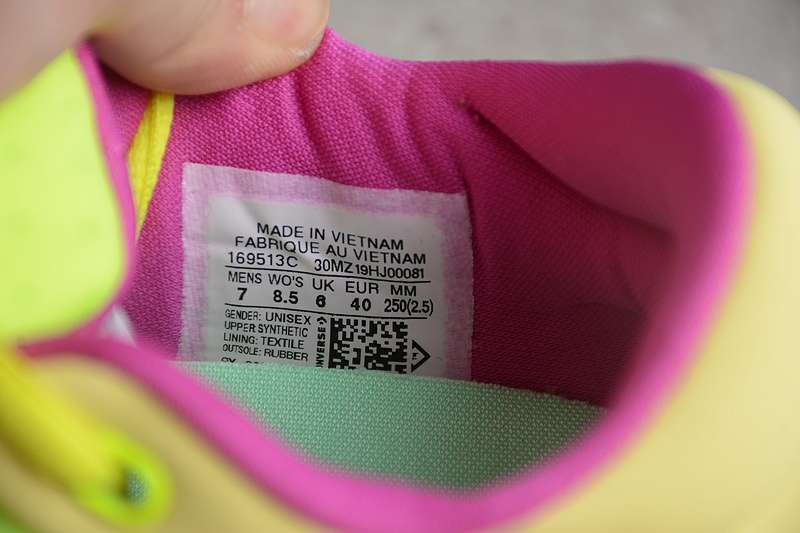 MADE IN VIETNAM
FABRIQUE AU VIETNAM
169513C 30MZ19HJ00081
MENS WO'S UK EUR MM
7 8.5 6 40 250(2.5)
GENDER: UNISEX
UPPER SYNTHETIC
LINING: TEXTILE
OUTSOLE: RUBBER
CONVERSE